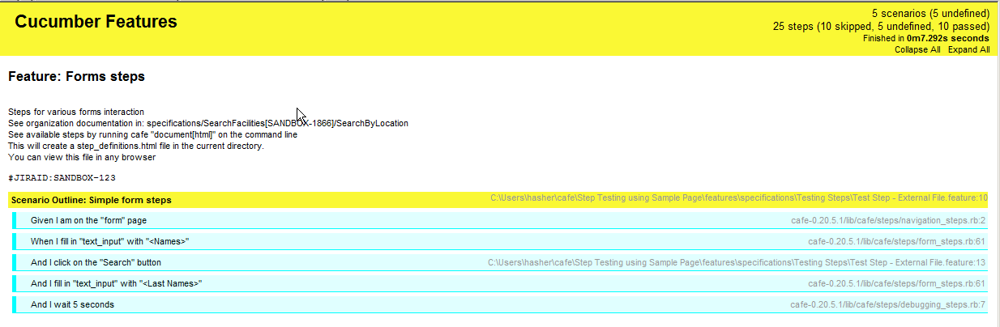 Cucumber Features
5 scenarios (5 undefined)
25 steps (10 skipped, 5 undefined, 10 passed)
Finished in 0m7.292s seconds
Collapse All Expand All
Feature: Forms steps
Steps for various forms interaction
See organization documentation in: specifications/SearchFacilities[SANDBOX-1866]/SearchByLocation
See available steps by running cafe "document[html]" on the command line
This will create a step_definitions.html file in the current directory.
You can view this file in any browser
#JIRAID:SANDBOX-123
Scenario Outline: Simple form steps C:\Users\hasher\cafe\Step Testing using Sample Page\features\specifications\Testing Steps\Test Step - External File.feature:10
Given I am on the "form" page cafe-0.20.5.1/lib/cafe/steps/navigation_steps.rb:2
When I fill in "text_input" with "<Names>" cafe-0.20.5.1/lib/cafe/steps/form_steps.rb:61
And I click on the "Search" button C:\Users\hasher\cafe\Step Testing using Sample Page\features\specifications\Testing Steps\Test Step - External File.feature:13
And I fill in "text_input" with "<Last Names>" cafe-0.20.5.1/lib/cafe/steps/form_steps.rb:61
And I wait 5 seconds cafe-0.20.5.1/lib/cafe/steps/debugging_steps.rb:7